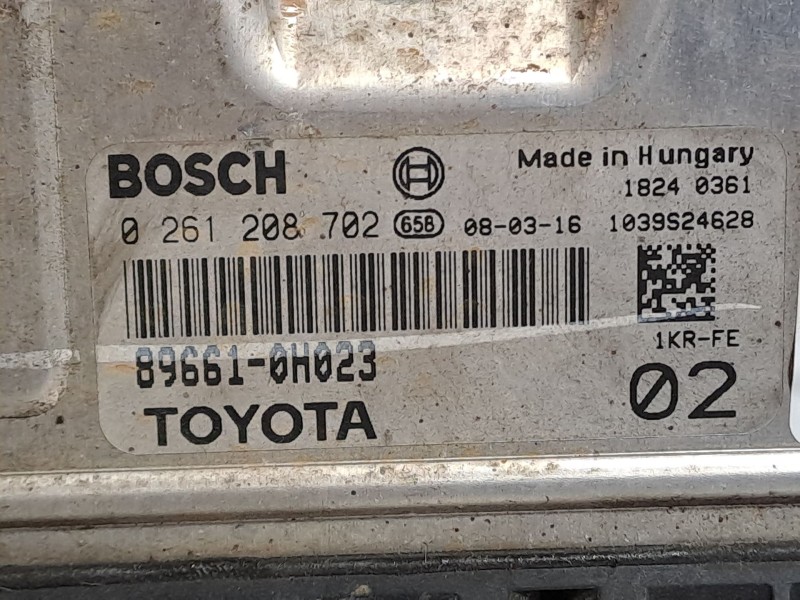 BOSCH Made in Hungary
1824 0361
0 261 208 702 658 08-03-16 1039S24628
1KR-FE
89661-0H023
TOYOTA 02